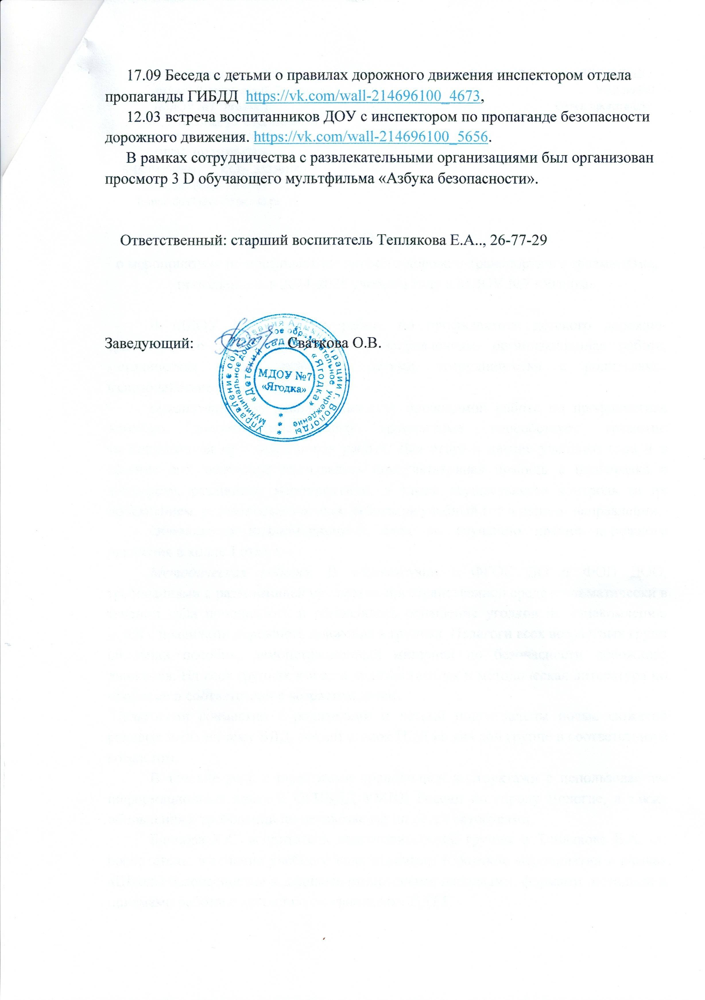 17.09 Беседа с детьми о правилах дорожного движения инспектором отдела
пропаганды ГИБДД https://vk.com/wall-214696100_4673,
12.03 встреча воспитанников ДОУ с инспектором по пропаганде безопасности
дорожного движения. https://vk.com/wall-214696100_5656.
В рамках сотрудничества с развлекательными организациями был организован
просмотр 3 D обучающего мультфильма «Азбука безопасности».
Ответственный: старший воспитатель Теплякова Е.А.., 26-77-29
Заведующий: Сваткова О.В.
Управление образования Администрации г. Вологды
Муниципальное дошкольное образовательное учреждение
«Детский сад № 7 «Ягодка»
МДОУ №7
«Ягодка»